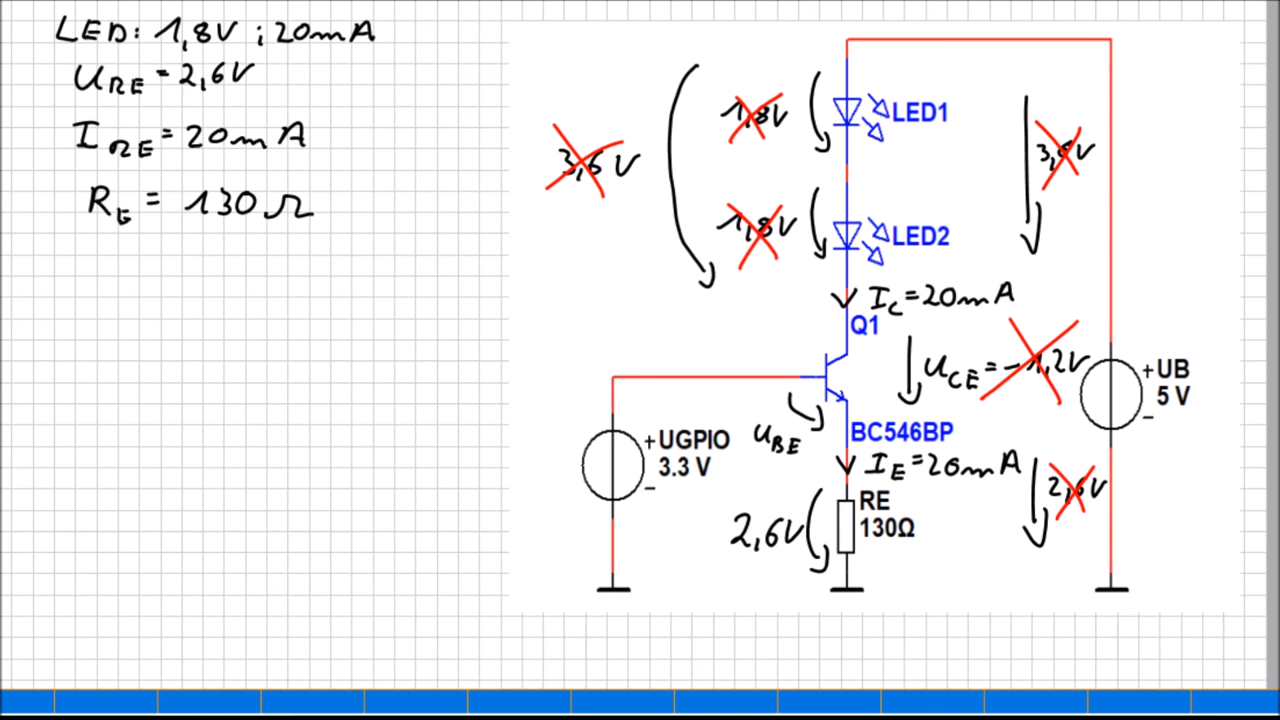 LED: 1,8V ; 20mA
URE = 2,6V
IRE = 20mA
RE = 130Ω
1,8V
LED1
3,6V
3,6V
1,8V
LED2
IC = 20mA
Q1
UCE = -1,2V
+ UB
5 V
-
UBE
BC546BP
+ UGPIO
3.3 V
-
IE = 20mA
2,6V
RE
130Ω
2,6V